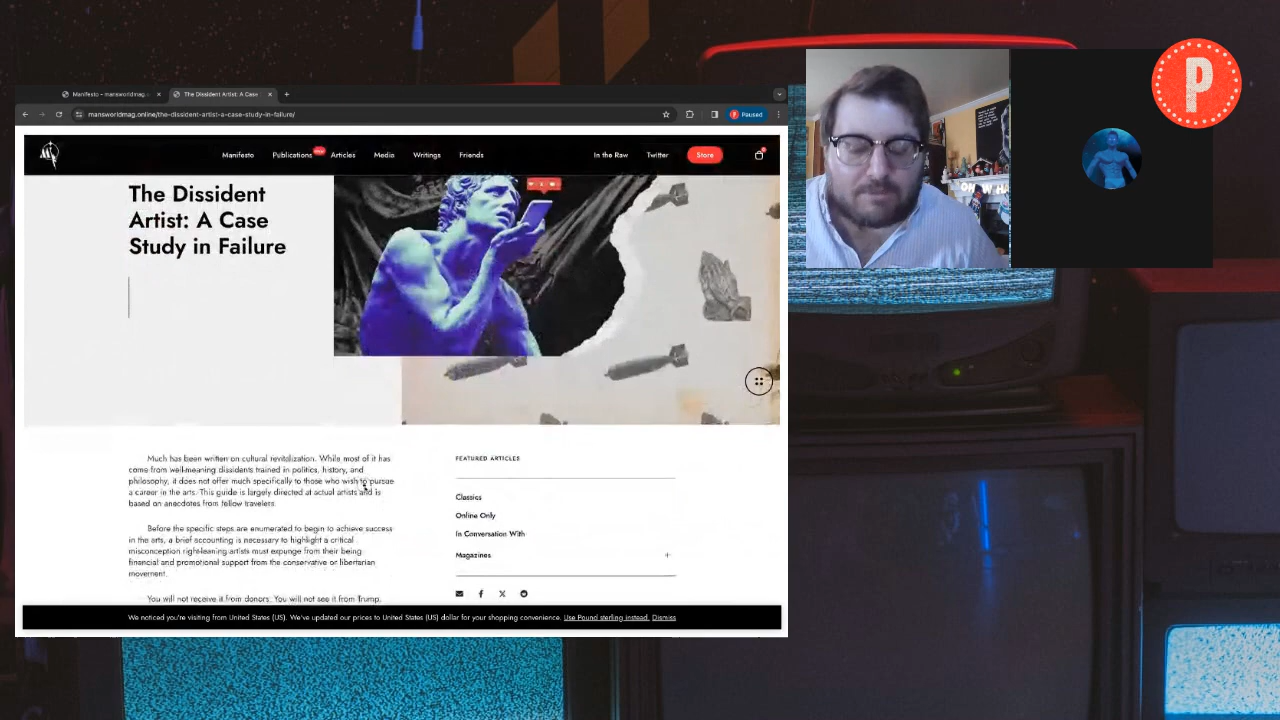 Manifesto - mansworldmag.
The Dissident Artist: A Case
mansworldmag.online/the-dissident-artist-a-case-study-in-failure/
Paused
Manifesto
Publications
Articles
Media
Writings
Friends
In the Raw
Twitter
Store
The Dissident
Artist: A Case
Study in Failure
Much has been written on cultural revitalization. While most of it has
come from well-meaning dissidents trained in politics, history, and
philosophy, it does not offer much specifically to those who wish to pursue
a career in the arts. This guide is largely directed at actual artists and is
based on anecdotes from fellow travelers.
Before the specific steps are enumerated to begin to achieve success
in the arts, a brief accounting is necessary to highlight a critical
misconception right-leaning artists must expunge from their being:
financial and promotional support from the conservative or libertarian
movement.
You will not receive it from donors. You will not see it from Trump.
FEATURED ARTICLES
Classics
Online Only
In Conversation With
Magazines +
We noticed you're visiting from United States (US). We've updated our prices to United States (US) dollar for your shopping convenience. Use Pound sterling instead. Dismiss
P